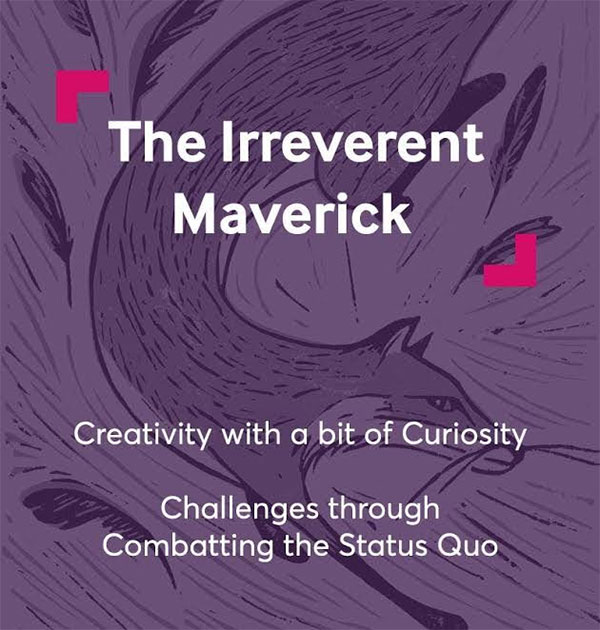 The Irreverent
Maverick
Creativity with a bit of Curiosity
Challenges through
Combatting the Status Quo